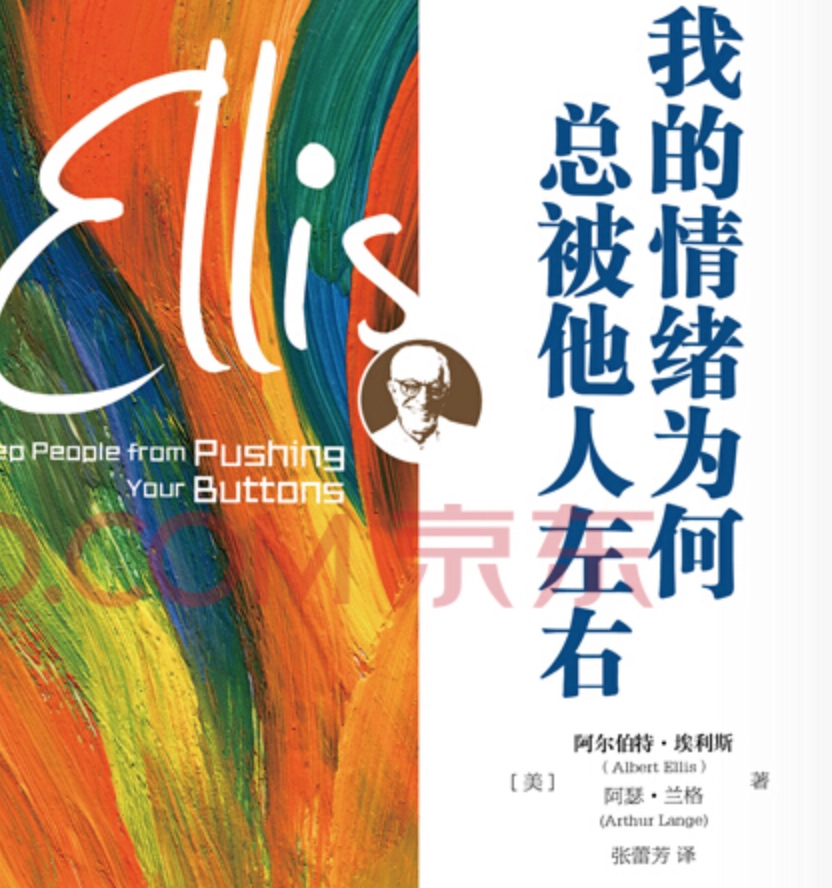 Ellis
ep People from Pushing
Your Buttons
我的情绪为何
总被他人左右
.COM 京东
阿尔伯特·埃利斯
( Albert Ellis )
[ 美 ] 著
阿瑟·兰格
(Arthur Lange)
张蕾芳 译